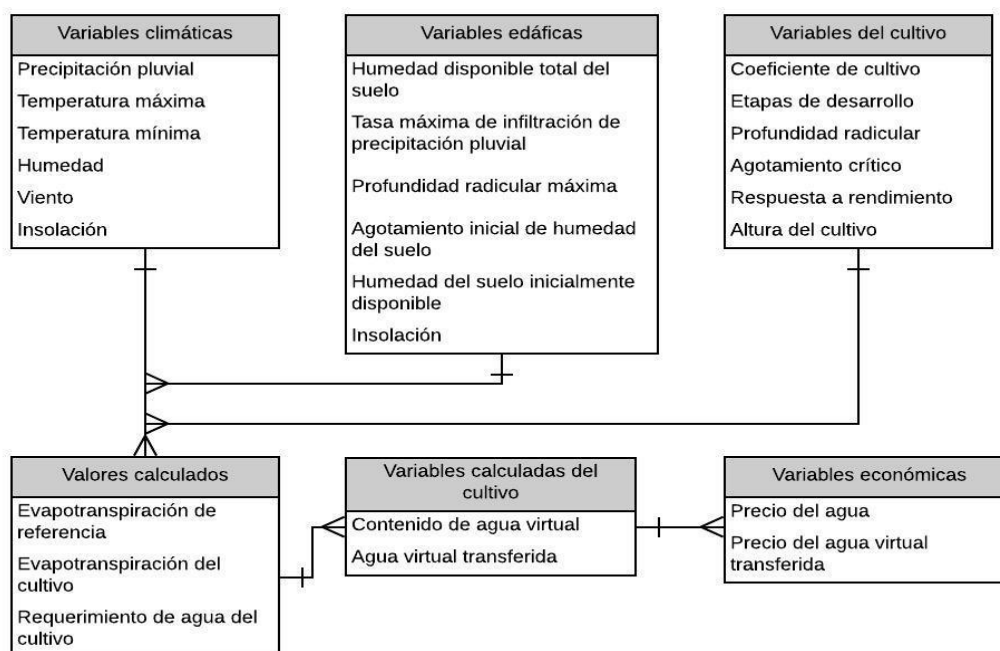 Variables climáticas
Precipitación pluvial
Temperatura máxima
Temperatura mínima
Humedad
Viento
Insolación
Variables edáficas
Humedad disponible total del
suelo
Tasa máxima de infiltración de
precipitación pluvial
Profundidad radicular máxima
Agotamiento inicial de humedad
del suelo
Humedad del suelo inicialmente
disponible
Insolación
Variables del cultivo
Coeficiente de cultivo
Etapas de desarrollo
Profundidad radicular
Agotamiento crítico
Respuesta a rendimiento
Altura del cultivo
Valores calculados
Evapotranspiración de
referencia
Evapotranspiración del
cultivo
Requerimiento de agua del
cultivo
Variables calculadas del
cultivo
Contenido de agua virtual
Agua virtual transferida
Variables económicas
Precio del agua
Precio del agua virtual
transferida